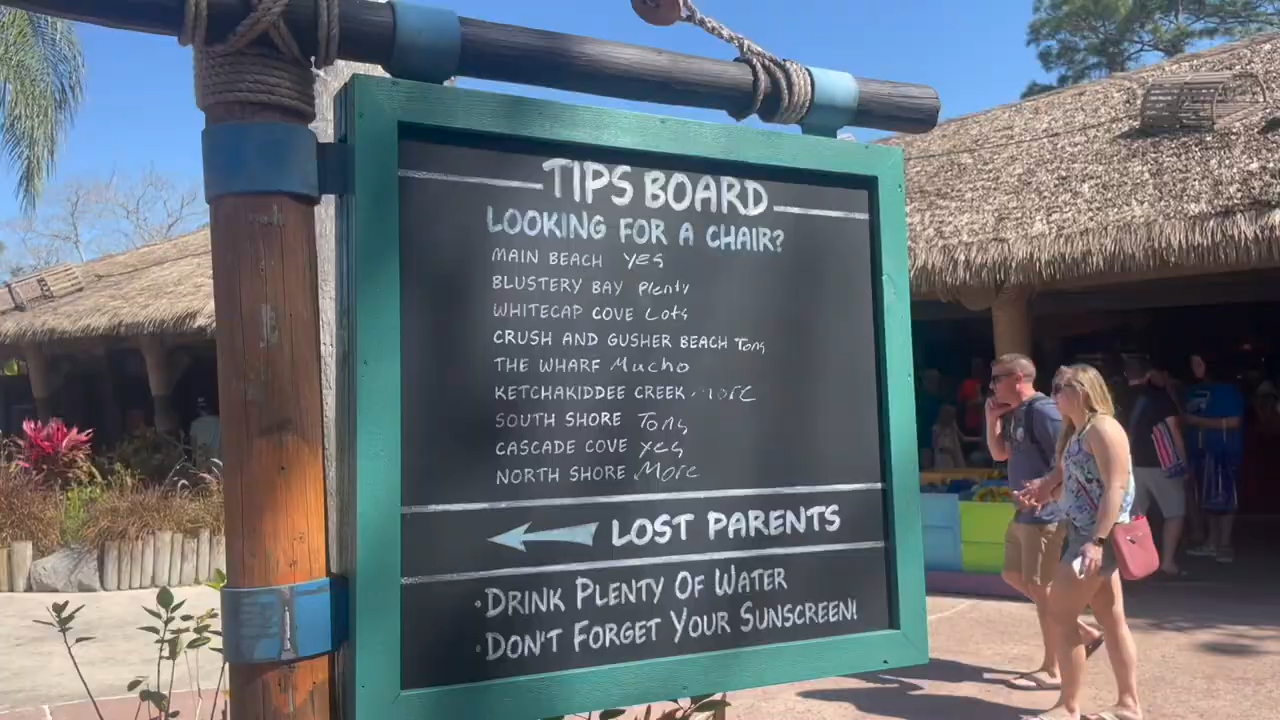 TIPS BOARD
LOOKING FOR A CHAIR?
MAIN BEACH yes
BLUSTERY BAY Plenty
WHITECAP COVE Lots
CRUSH AND GUSHER BEACH Tons
THE WHARF Mucho
KETCHAKIDDEE CREEK
SOUTH SHORE Tons
CASCADE COVE yes
NORTH SHORE More
LOST PARENTS
•DRINK PLENTY OF WATER
•DON'T FORGET YOUR SUNSCREEN!